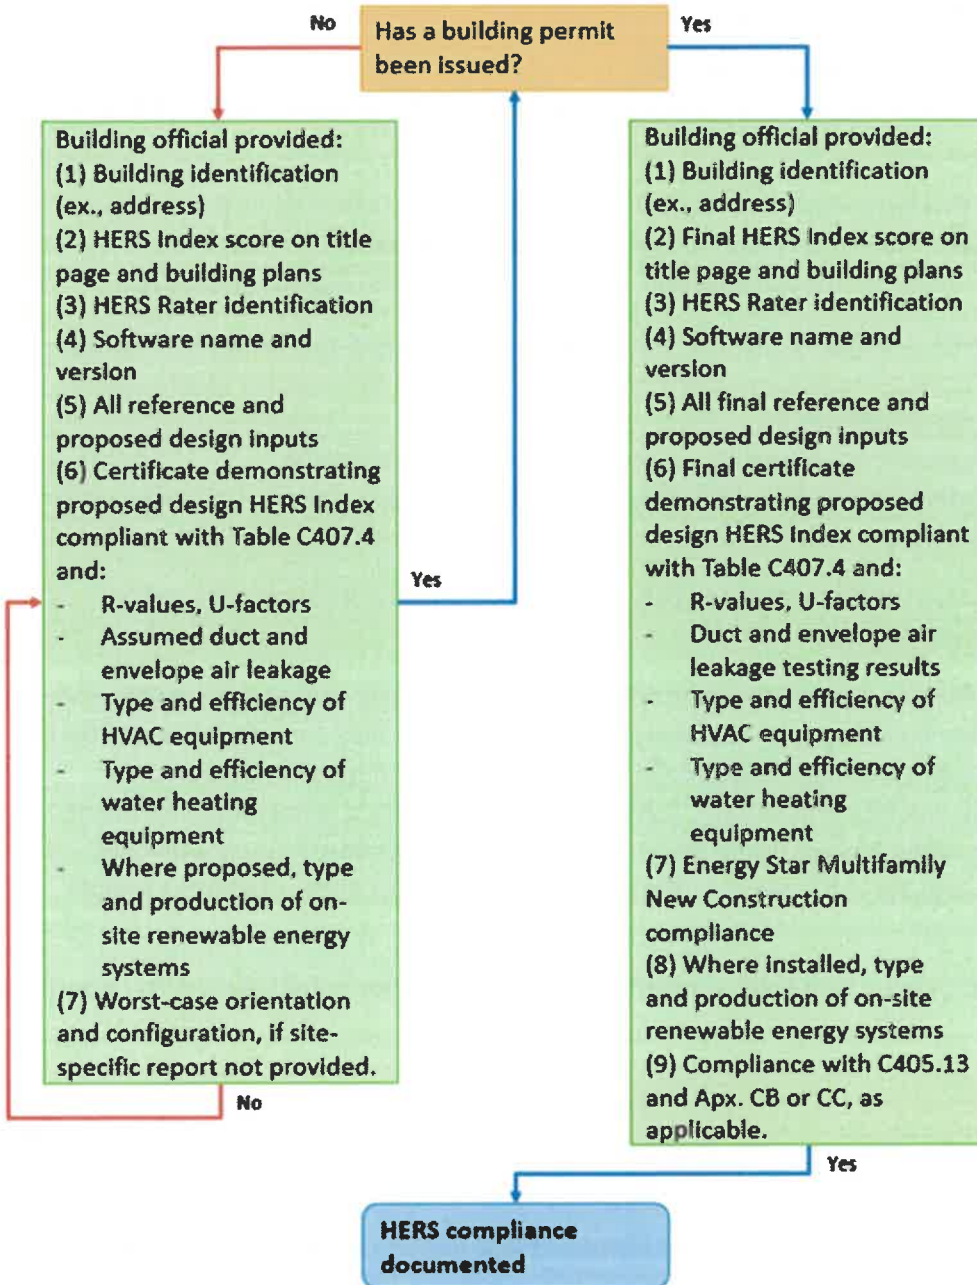 No
Has a building permit
been issued?
Yes
Building official provided:
(1) Building identification
(ex., address)
(2) HERS Index score on title
page and building plans
(3) HERS Rater identification
(4) Software name and
version
(5) All reference and
proposed design inputs
(6) Certificate demonstrating
proposed design HERS Index
compliant with Table C407.4
and:
- R-values, U-factors
- Assumed duct and
envelope air leakage
- Type and efficiency of
HVAC equipment
- Type and efficiency of
water heating
equipment
- Where proposed, type
and production of on-
site renewable energy
systems
(7) Worst-case orientation
and configuration, if site-
specific report not provided.
No
Yes
Building official provided:
(1) Building identification
(ex., address)
(2) Final HERS Index score on
title page and building plans
(3) HERS Rater identification
(4) Software name and
version
(5) All final reference and
proposed design inputs
(6) Final certificate
demonstrating proposed
design HERS Index compliant
with Table C407.4 and:
- R-values, U-factors
- Duct and envelope air
leakage testing results
- Type and efficiency of
HVAC equipment
- Type and efficiency of
water heating
equipment
(7) Energy Star Multifamily
New Construction
compliance
(8) Where installed, type
and production of on-site
renewable energy systems
(9) Compliance with C405.13
and Apx. CB or CC, as
applicable.
Yes
HERS compliance
documented